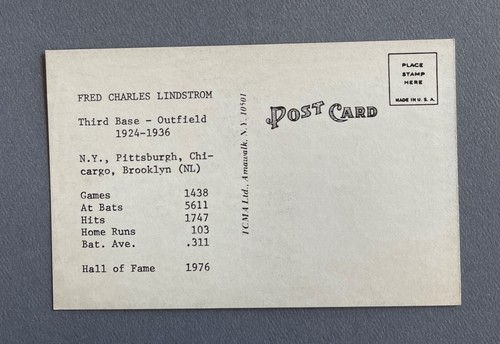 FRED CHARLES LINDSTROM
Third Base - Outfield
1924-1936
N.Y., Pittsburgh, Chi-
cargo, Brooklyn (NL)
Games 1438
At Bats 5611
Hits 1747
Home Runs 103
Bat. Ave. .311
Hall of Fame 1976
TCMA Ltd., Amawalk, N.Y. 10501
POST CARD
PLACE
STAMP
HERE
MADE IN U.S.A.